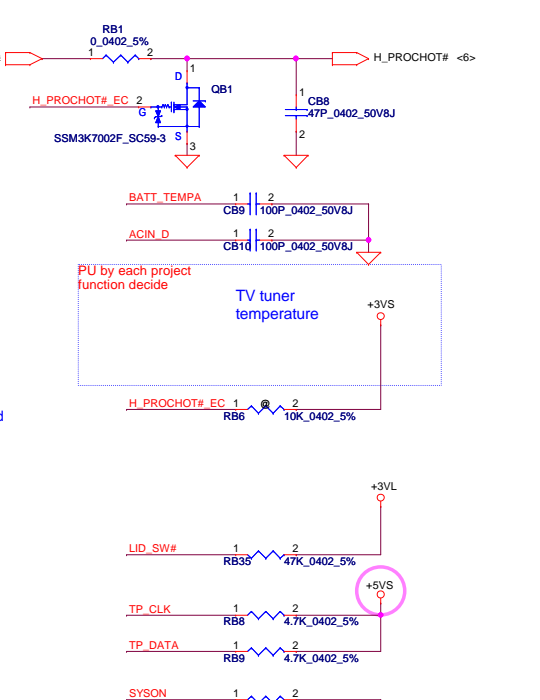 RB1
0_0402_5%
1 2
H_PROCHOT# <6>
D
1
QB1
H_PROCHOT#_EC 2
G
1
CB8
47P_0402_50V8J
SSM3K7002F_SC59-3
S
3
2
BATT_TEMPA 1 2
CB9 100P_0402_50V8J
ACIN_D 1 2
CB10 100P_0402_50V8J
PU by each project
function decide
TV tuner
temperature
+3VS
H_PROCHOT#_EC 1 @ 2
RB6 10K_0402_5%
d
+3VL
LID_SW# 1 2
RB35 47K_0402_5%
+5VS
TP_CLK 1 2
RB8 4.7K_0402_5%
TP_DATA 1 2
RB9 4.7K_0402_5%
SYSON 1 2